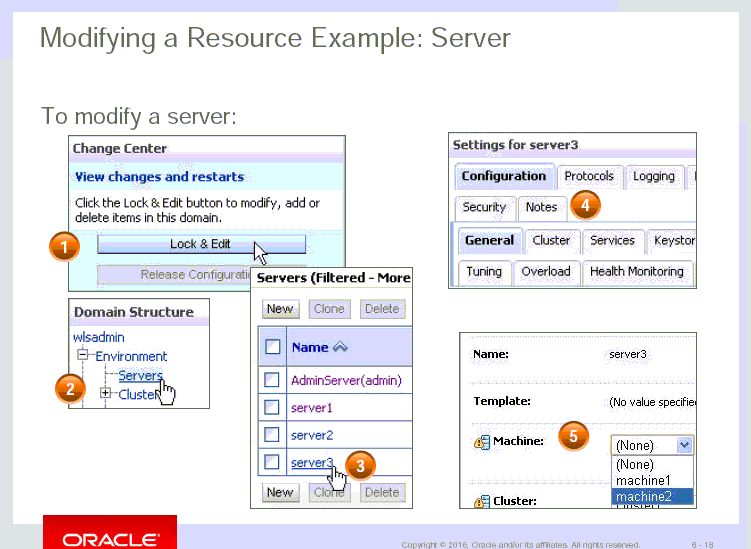 Modifying a Resource Example: Server
To modify a server:
Change Center
View changes and restarts
Click the Lock & Edit button to modify, add or
delete items in this domain.
1
Lock & Edit
Release
Domain Structure
wlsadmin
Environment
Servers
2
Servers (Filtered - More
New Clone Delete
Name
AdminServer(admin)
server1
server2
server3
3
New Clone Delete
Settings for server3
Configuration Protocols Logging
Security Notes
4
General Cluster Services Keystor
Tuning Overload Health Monitoring
Name: server3
Template: (No value specifie
Machine: 5 (None)
(None)
machine1
machine2
Cluster:
ORACLE
Copyright © 2016, Oracle and/or its affiliates. All rights reserved.
6 - 18